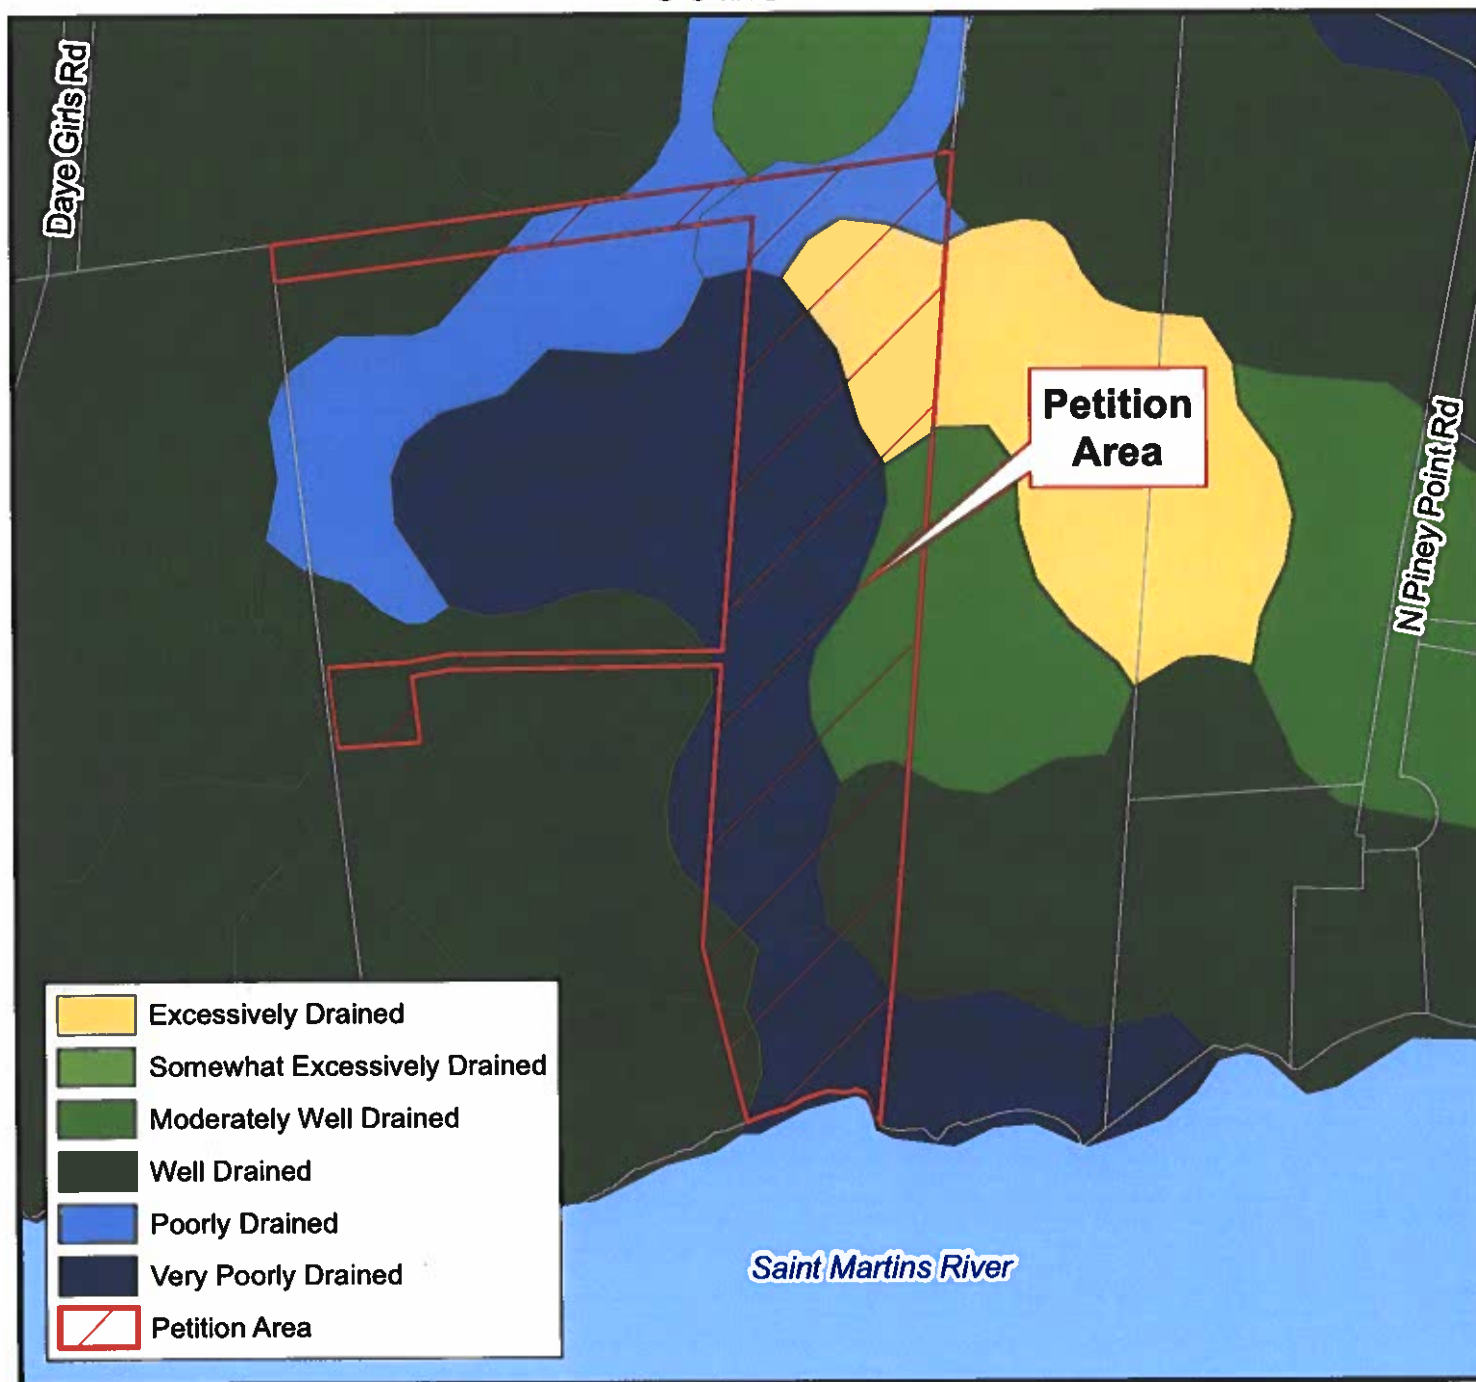 Daye Girls Rd
Petition
Area
N Piney Point Rd
Excessively Drained
Somewhat Excessively Drained
Moderately Well Drained
Well Drained
Poorly Drained
Very Poorly Drained
Petition Area
Saint Martins River